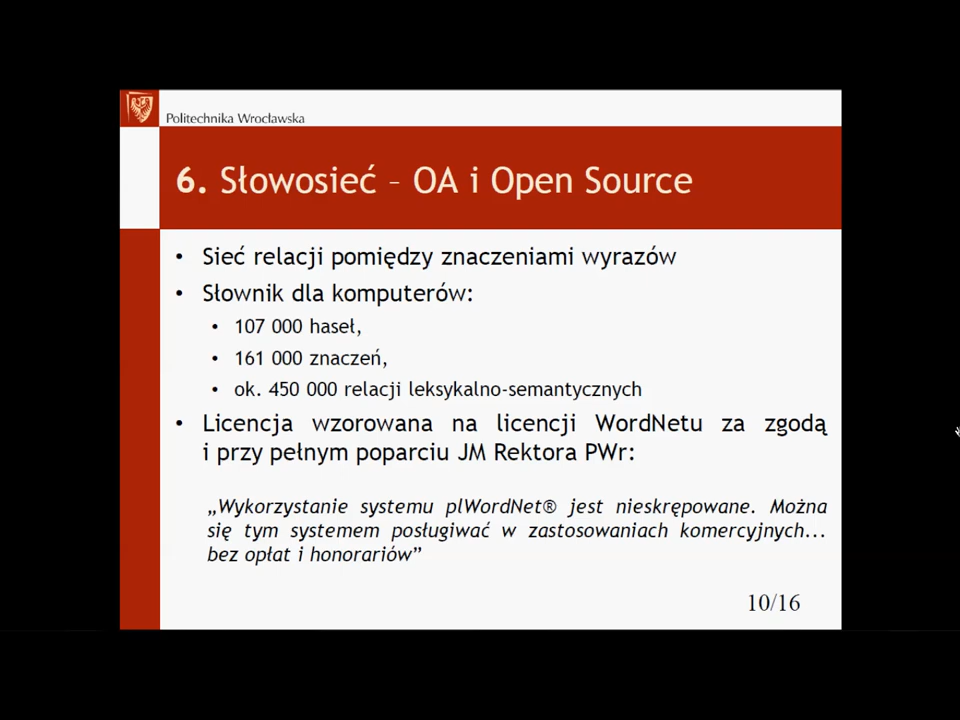 Politechnika Wrocławska
6. Słowosieć – OA i Open Source
• Sieć relacji pomiędzy znaczeniami wyrazów
• Słownik dla komputerów:
• 107 000 haseł,
• 161 000 znaczeń,
• ok. 450 000 relacji leksykalno-semantycznych
• Licencja wzorowana na licencji WordNetu za zgodą
i przy pełnym poparciu JM Rektora PWr:
„Wykorzystanie systemu plWordNet® jest nieskrępowane. Można
się tym systemem posługiwać w zastosowaniach komercyjnych...
bez opłat i honorariów”
10/16